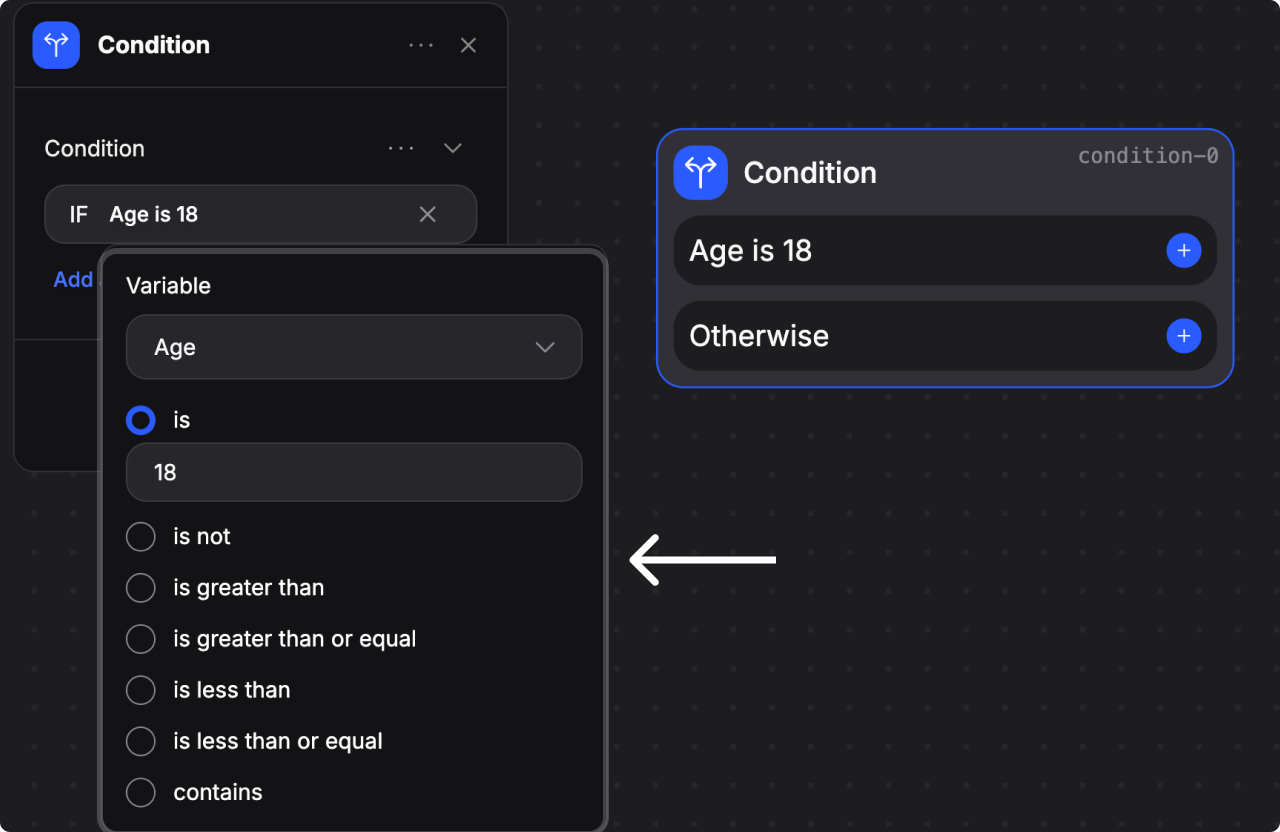 Condition
Condition
IF Age is 18
Add
Variable
Age
is
18
is not
is greater than
is greater than or equal
is less than
is less than or equal
contains
condition-0
Condition
Age is 18
Otherwise